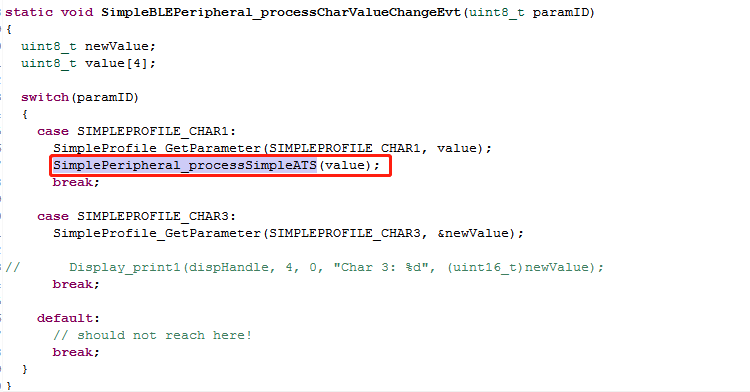 static void SimpleBLEPeripheral_processCharValueChangeEvt(uint8_t paramID)
{
  uint8_t newValue;
  uint8_t value[4];
  switch(paramID)
  {
    case SIMPLEPROFILE_CHAR1:
      SimpleProfile_GetParameter(SIMPLEPROFILE_CHAR1, value);
      SimplePeripheral_processSimpleATS(value);
      break;
    case SIMPLEPROFILE_CHAR3:
      SimpleProfile_GetParameter(SIMPLEPROFILE_CHAR3, &newValue);
//      Display_print1(dispHandle, 4, 0, "Char 3: %d", (uint16_t)newValue);
      break;
    default:
      // should not reach here!
      break;
  }
}